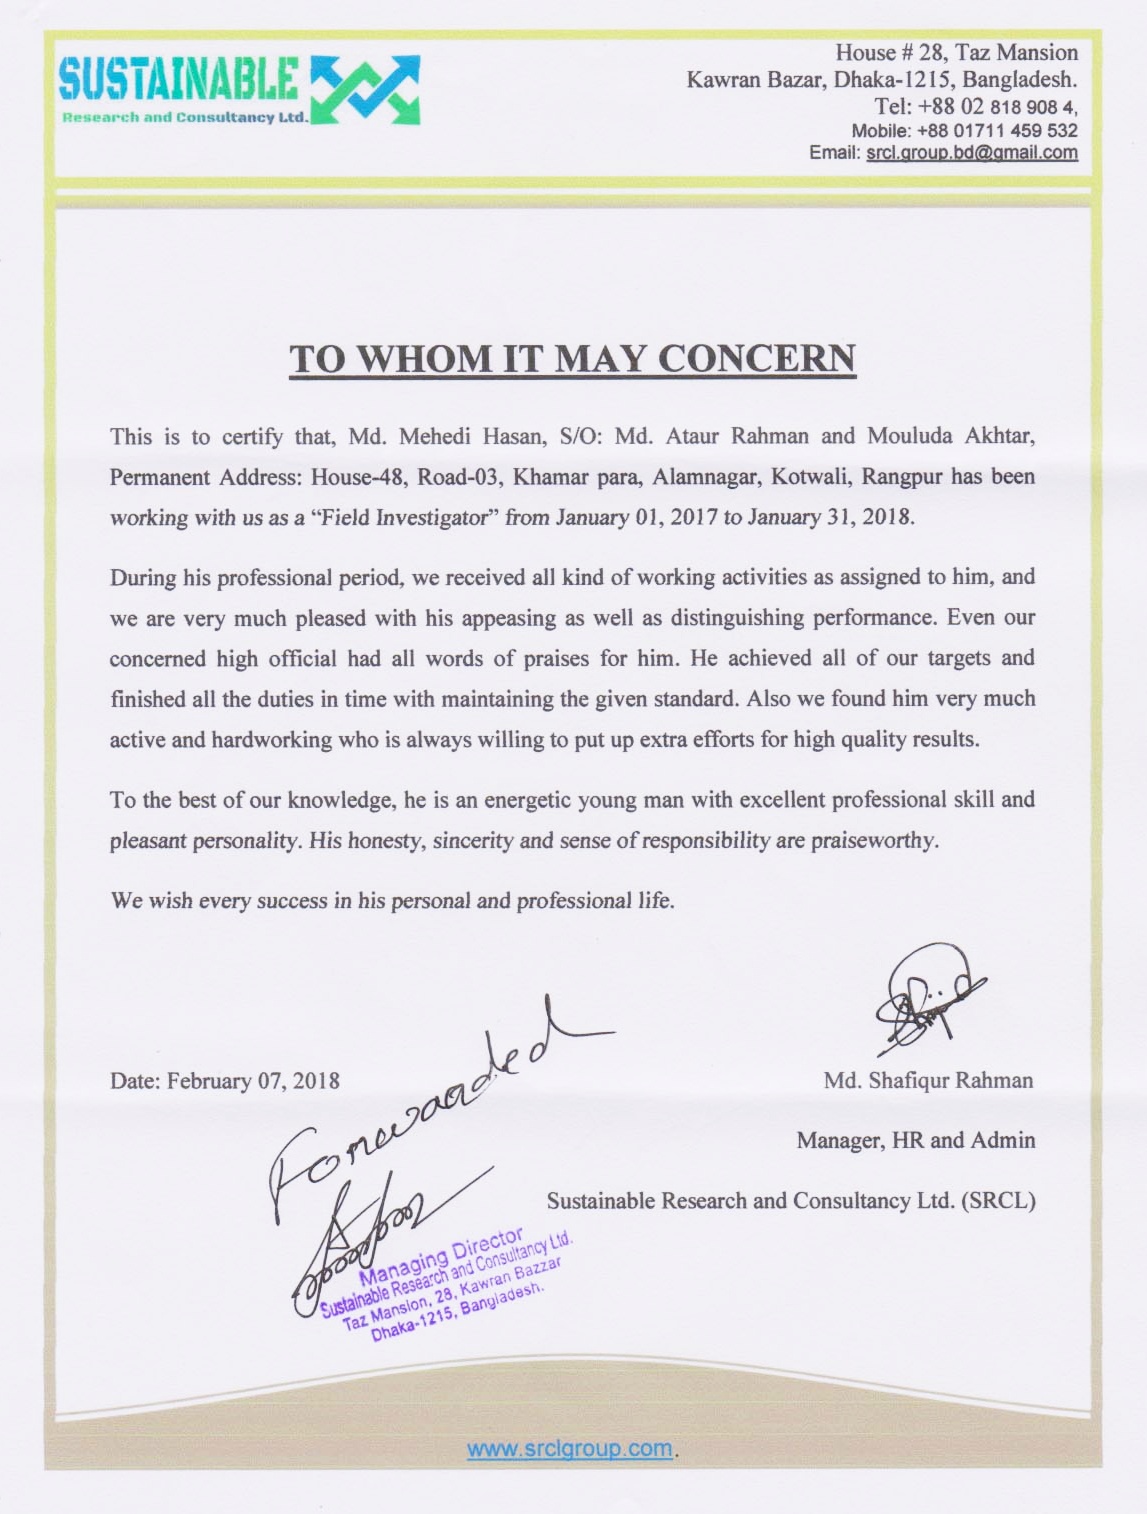 SUSTAINABLE
Research and Consultancy Ltd.
House # 28, Taz Mansion
Kawran Bazar, Dhaka-1215, Bangladesh.
Tel: +88 02 818 908 4,
Mobile: +88 01711 459 532
Email: srcl.group.bd@gmail.com
TO WHOM IT MAY CONCERN
This is to certify that, Md. Mehedi Hasan, S/O: Md. Ataur Rahman and Mouluda Akhtar,
Permanent Address: House-48, Road-03, Khamar para, Alamnagar, Kotwali, Rangpur has been
working with us as a “Field Investigator” from January 01, 2017 to January 31, 2018.
During his professional period, we received all kind of working activities as assigned to him, and
we are very much pleased with his appeasing as well as distinguishing performance. Even our
concerned high official had all words of praises for him. He achieved all of our targets and
finished all the duties in time with maintaining the given standard. Also we found him very much
active and hardworking who is always willing to put up extra efforts for high quality results.
To the best of our knowledge, he is an energetic young man with excellent professional skill and
pleasant personality. His honesty, sincerity and sense of responsibility are praiseworthy.
We wish every success in his personal and professional life.
Date: February 07, 2018
Md. Shafiqur Rahman
Manager, HR and Admin
Sustainable Research and Consultancy Ltd. (SRCL)
Forwarded
Managing Director
Sustainable Research and Consultancy Ltd.
Taz Mansion, 28, Kawran Bazzar
Dhaka-1215, Bangladesh.
www.srclgroup.com.